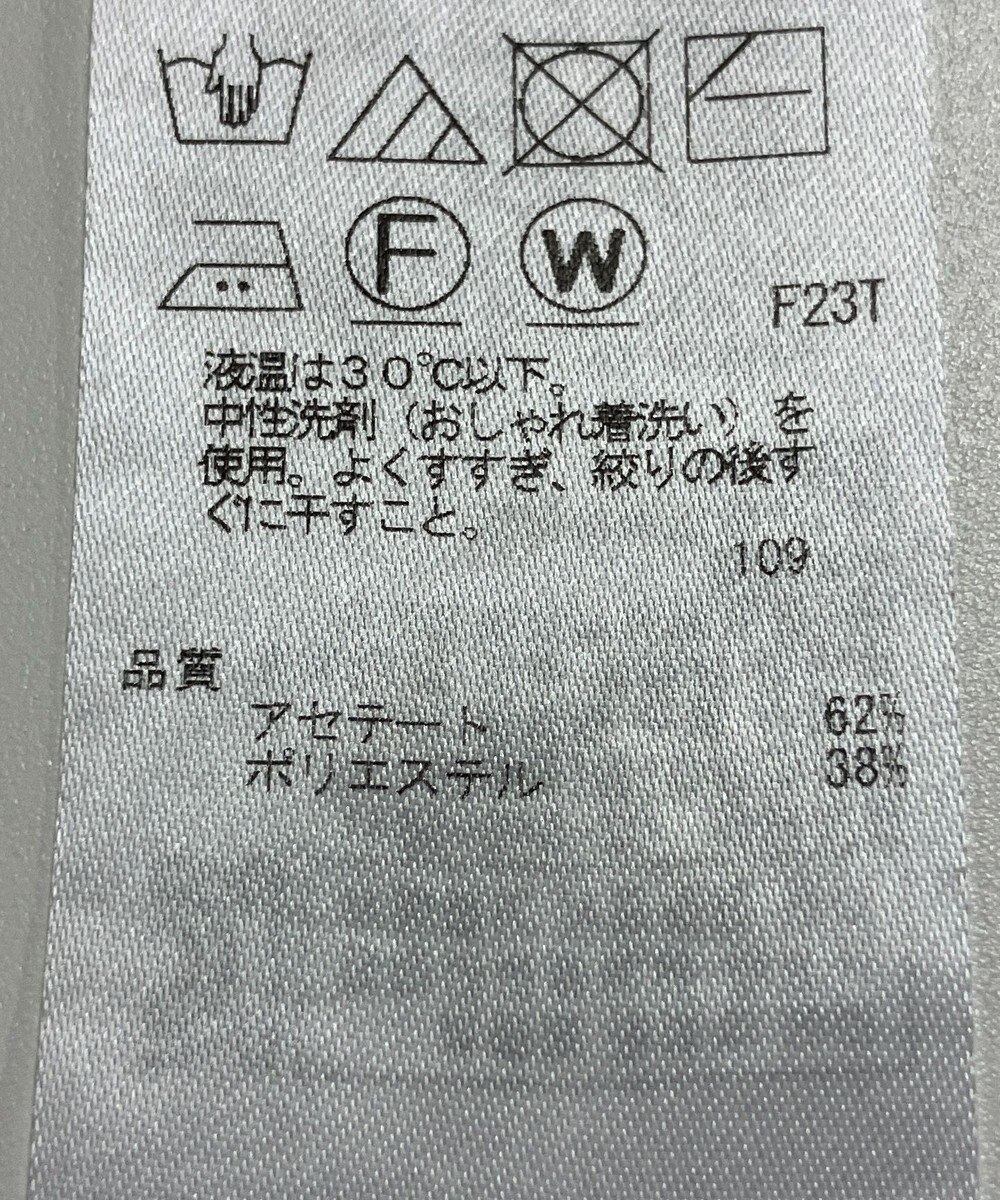 F W
F23T
液温は30℃以下。
中性洗剤（おしゃれ着洗い）を
使用。よくすすぎ、絞りの後す
ぐに干すこと。
109
品質
アセテート 62%
ポリエステル 38%